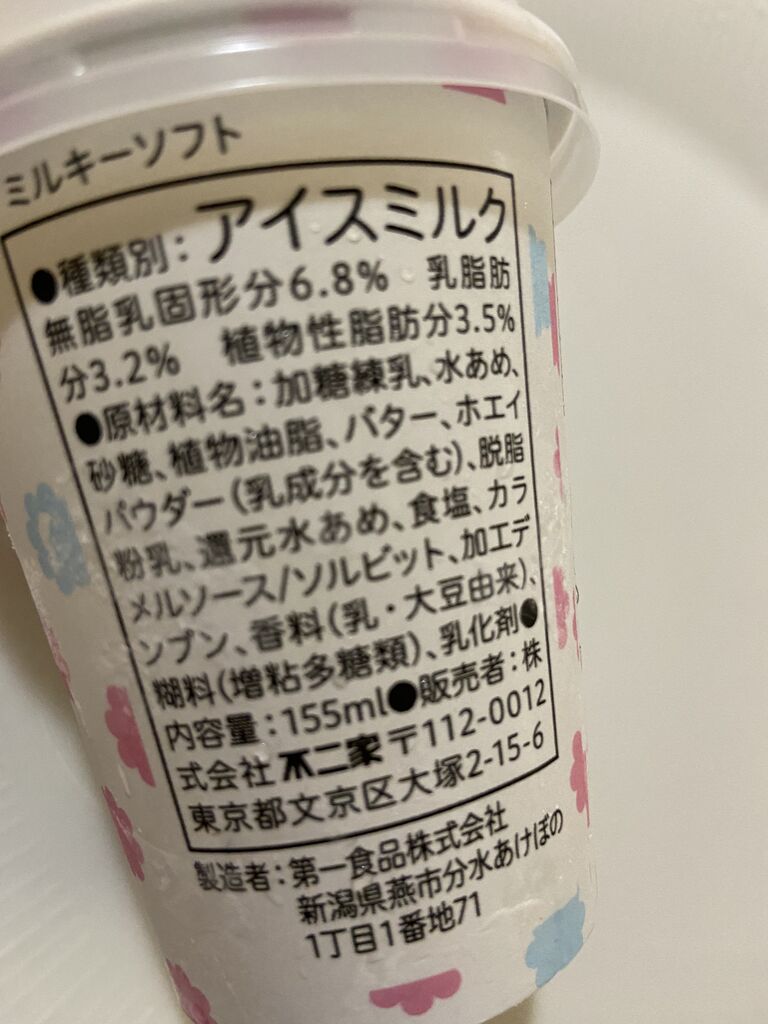 ミルキーソフト
●種類別：アイスミルク
無脂乳固形分6.8% 乳脂肪
分3.2% 植物性脂肪分3.5%
●原材料名：加糖練乳、水あめ、
砂糖、植物油脂、バター、ホエイ
パウダー(乳成分を含む)、脱脂
粉乳、還元水あめ、食塩、カラ
メルソース/ソルビット、加工デ
ンプン、香料(乳・大豆由来)、
糊料(増粘多糖類)、乳化剤●
内容量：155ml●販売者：株
式会社不二家〒112-0012
東京都文京区大塚2-15-6
製造者：第一食品株式会社
新潟県燕市分水あけぼの
1丁目1番地71